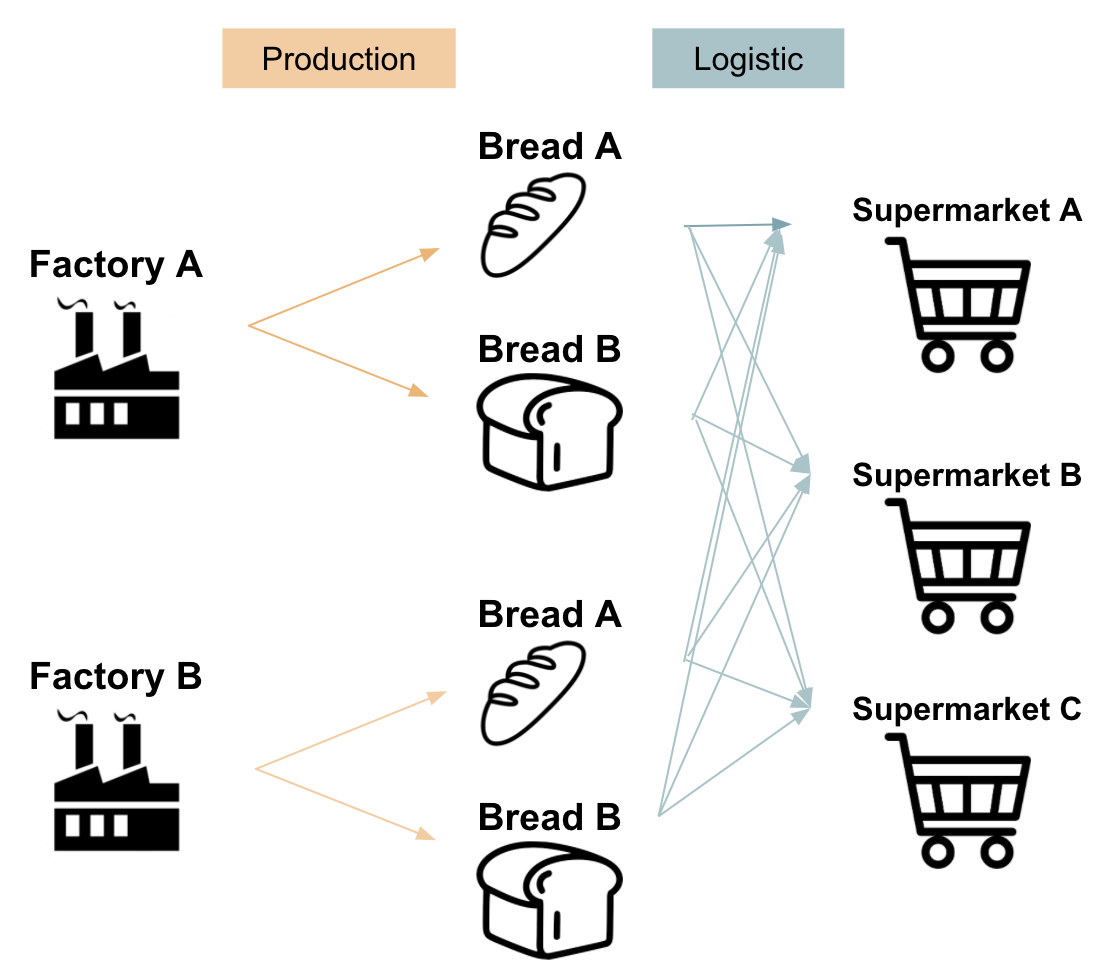 Production
Logistic
Bread A
Supermarket A
Factory A
Bread B
Supermarket B
Bread A
Factory B
Supermarket C
Bread B